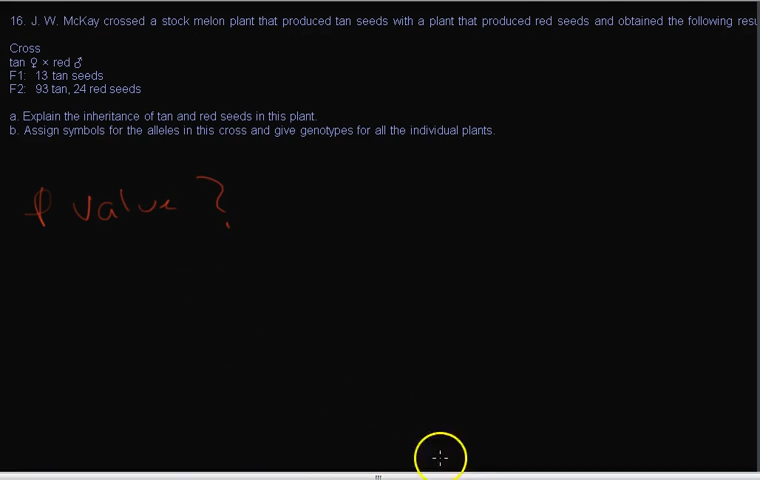 16. J. W. McKay crossed a stock melon plant that produced tan seeds with a plant that produced red seeds and obtained the following
Cross
tan ♀ × red ♂
F1: 13 tan seeds
F2: 93 tan, 24 red seeds
a. Explain the inheritance of tan and red seeds in this plant.
b. Assign symbols for the alleles in this cross and give genotypes for all the individual plants.
p value ?